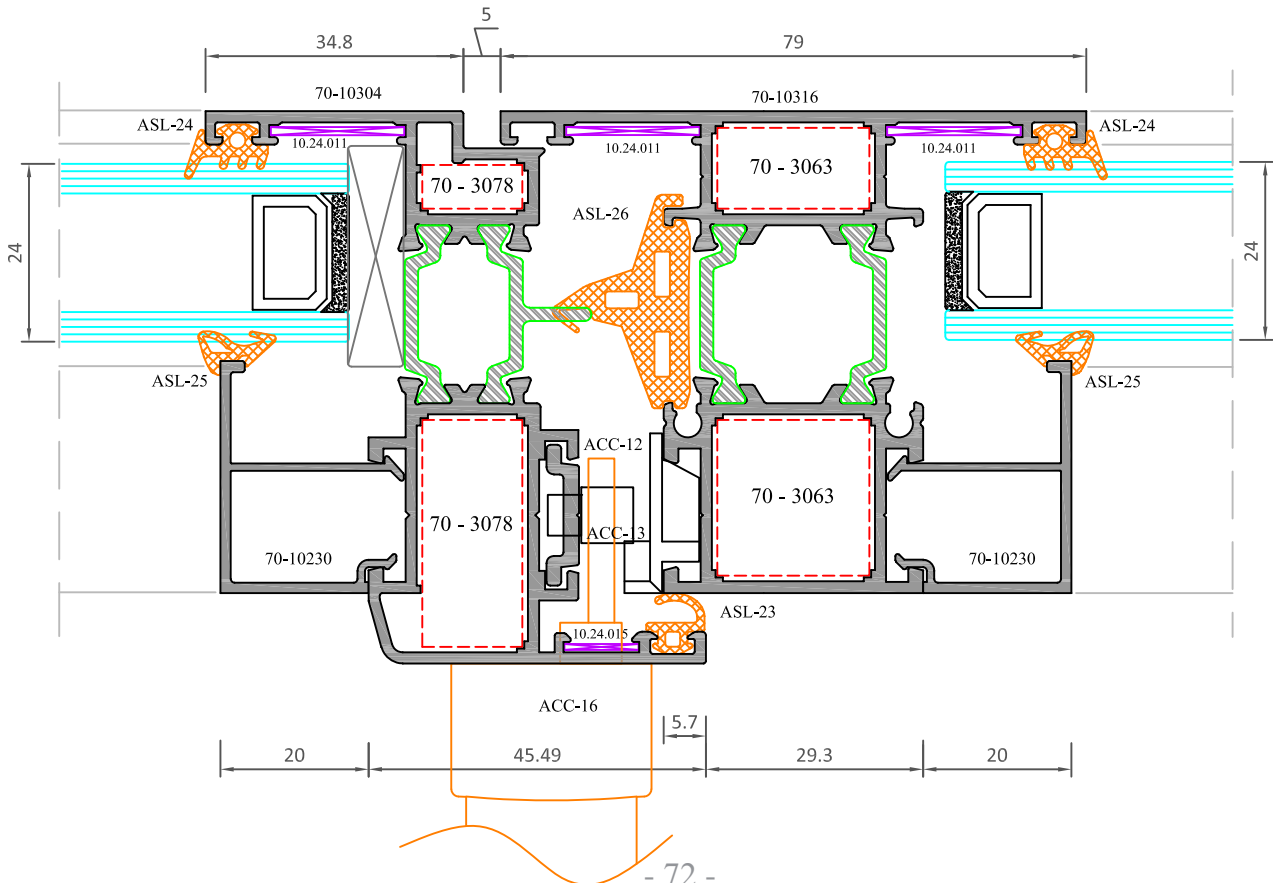 5
34.8
79
70-10304
70-10316
ASL-24
ASL-24
10.24.011
10.24.011
10.24.011
70 - 3078
70 - 3063
ASL-26
24
24
ASL-25
ASL-25
ACC-12
70 - 3078
70 - 3063
ACC-13
70-10230
70-10230
ASL-23
10.24.015
ACC-16
5.7
20
45.49
29.3
20
- 72 -